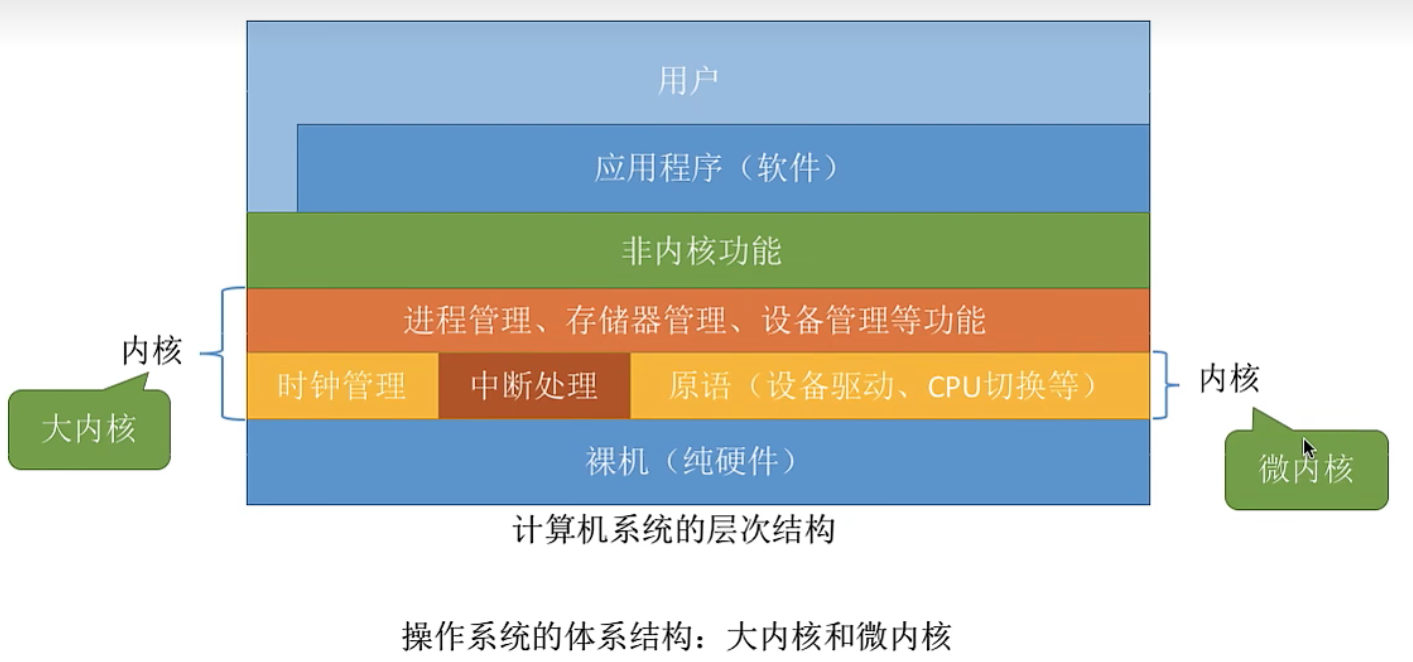 用户
应用程序（软件）
非内核功能
进程管理、存储器管理、设备管理等功能
内核
大内核
时钟管理
中断处理
原语（设备驱动、CPU切换等）
内核
微内核
裸机（纯硬件）
计算机系统的层次结构
操作系统的体系结构：大内核和微内核